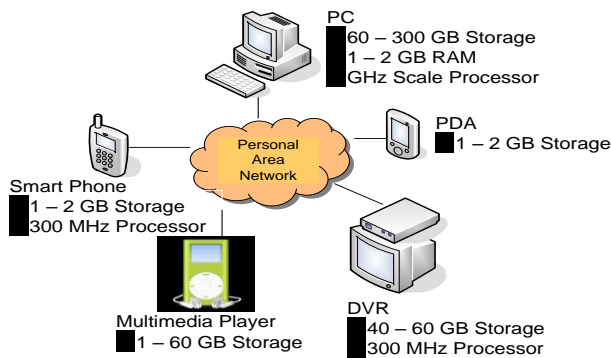 PC
60 – 300 GB Storage
1 – 2 GB RAM
GHz Scale Processor
PDA
1 – 2 GB Storage
Personal
Area
Network
Smart Phone
1 – 2 GB Storage
300 MHz Processor
Multimedia Player
1 – 60 GB Storage
DVR
40 – 60 GB Storage
300 MHz Processor